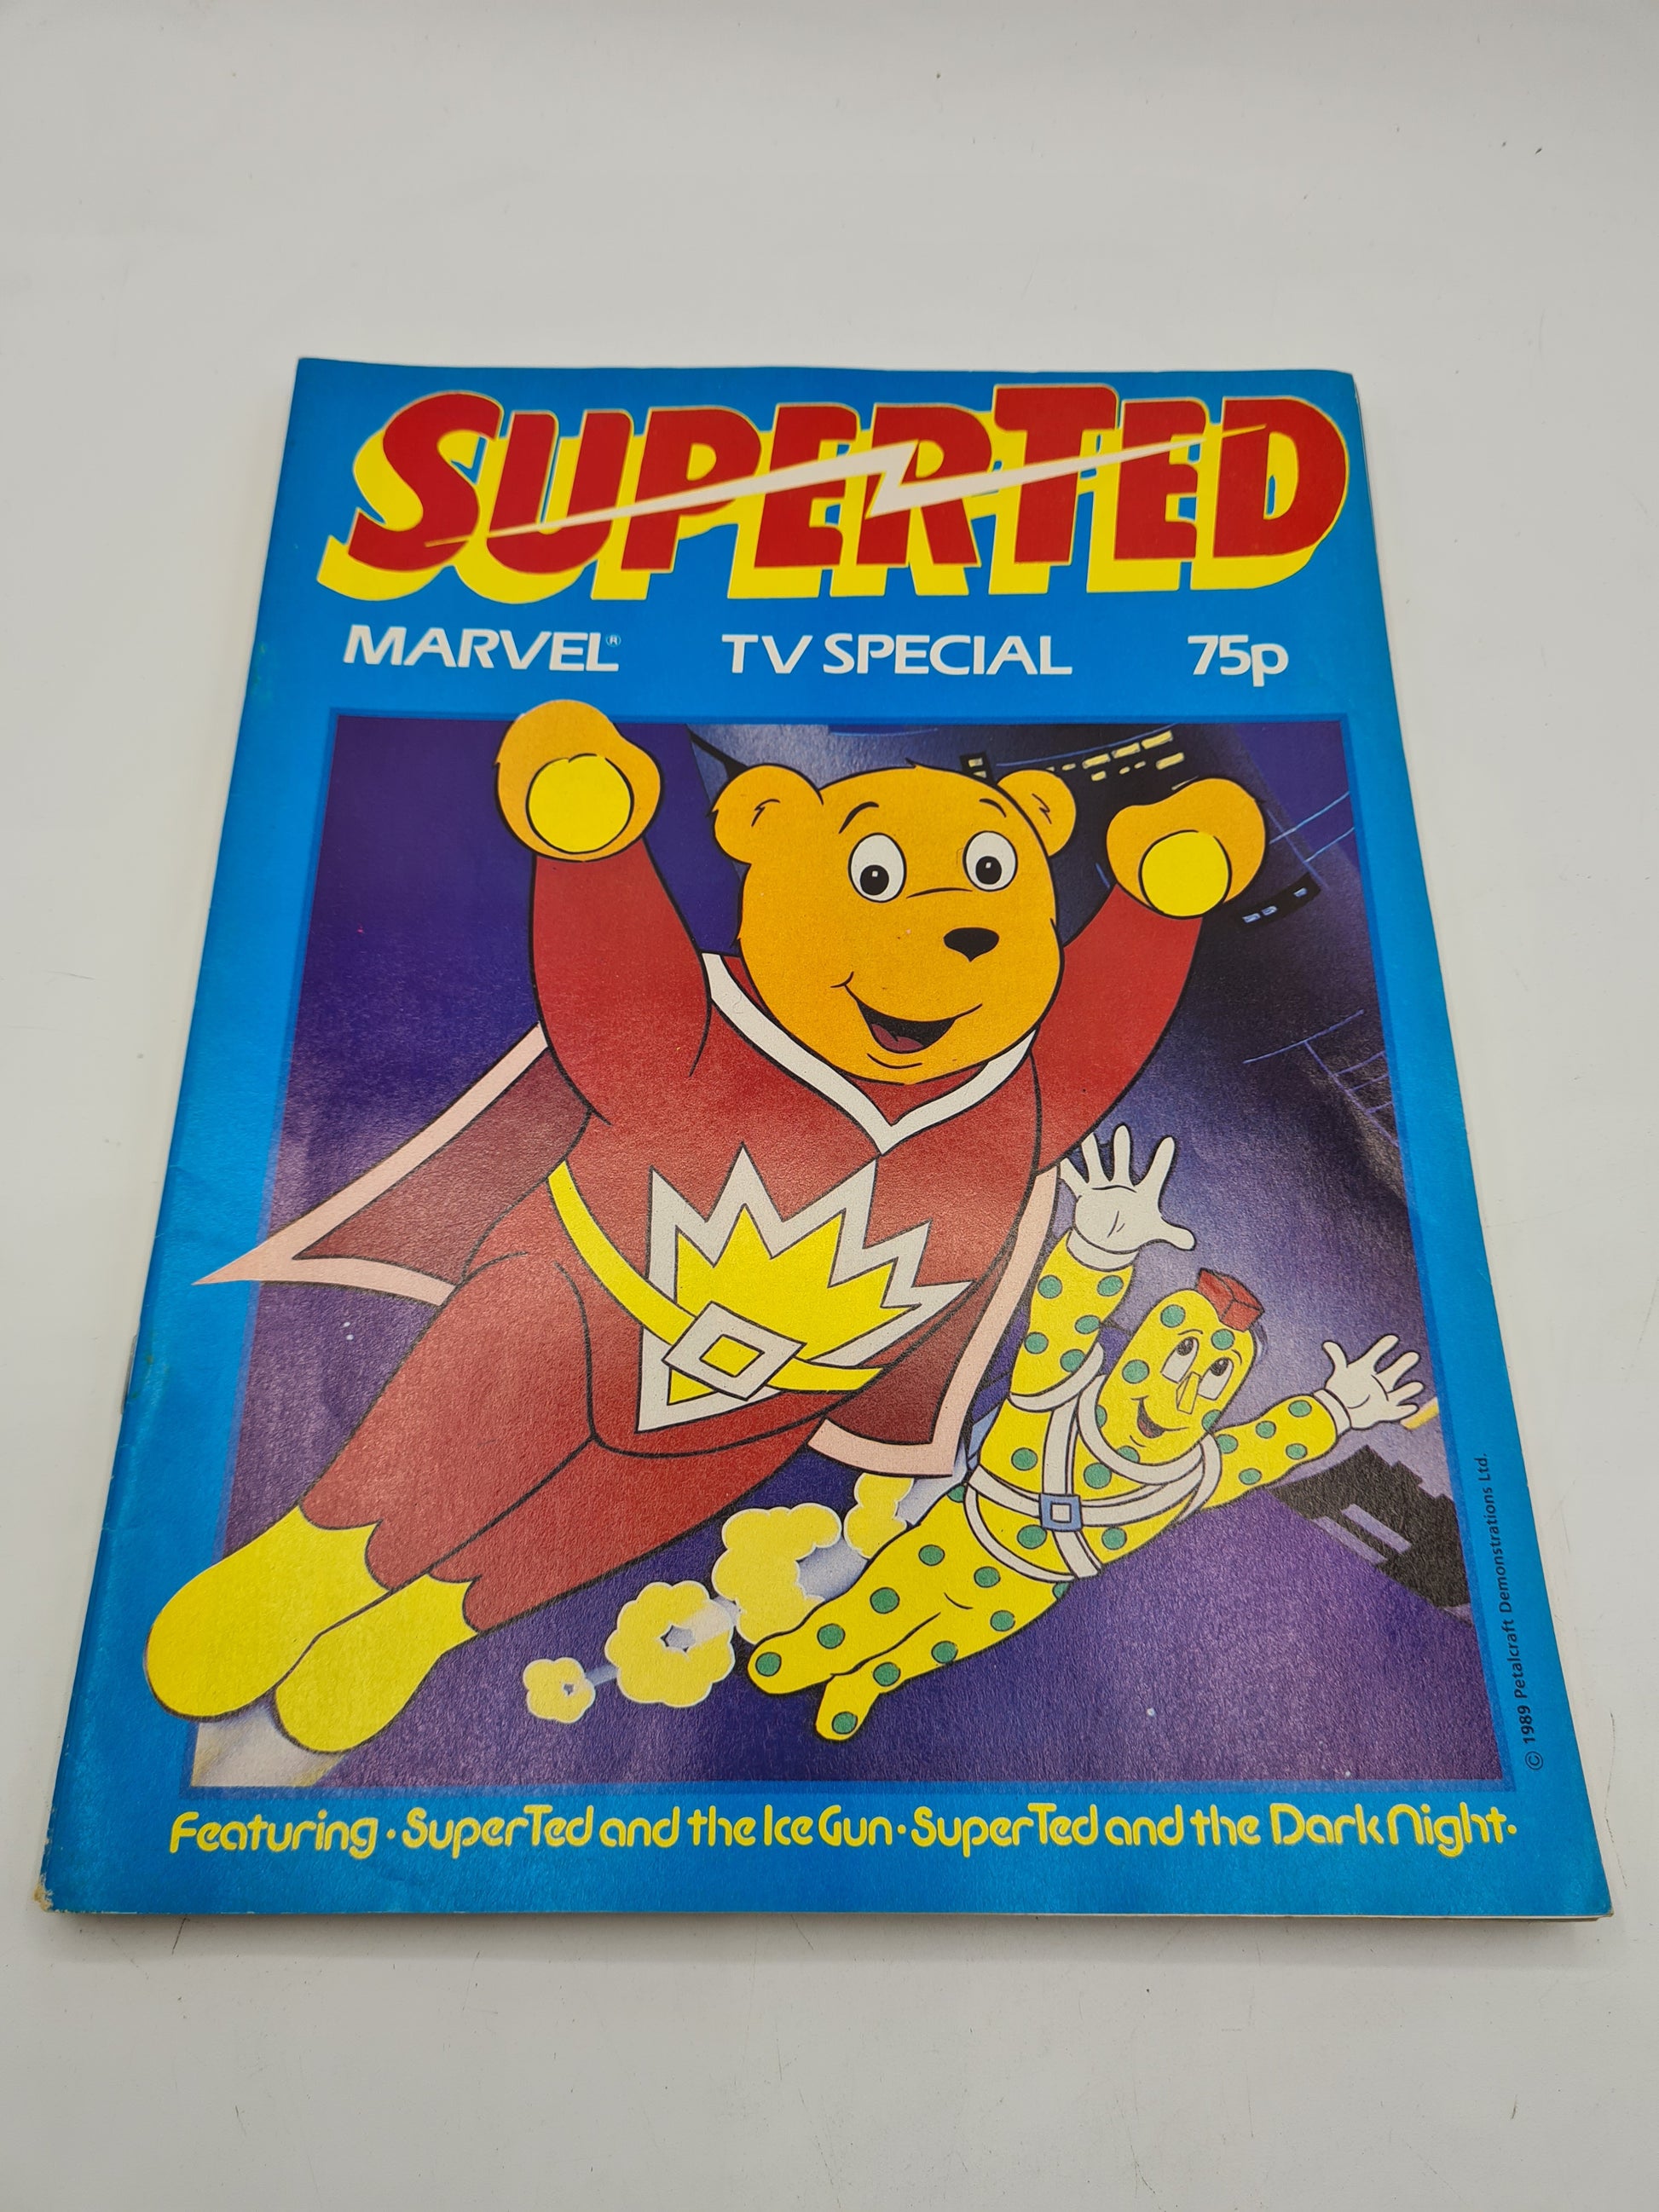 SUPERTED
MARVEL® TV SPECIAL 75p
© 1989 Petalcraft Demonstrations Ltd.
Featuring · SuperTed and the Ice Gun · SuperTed and the Dark Night ·